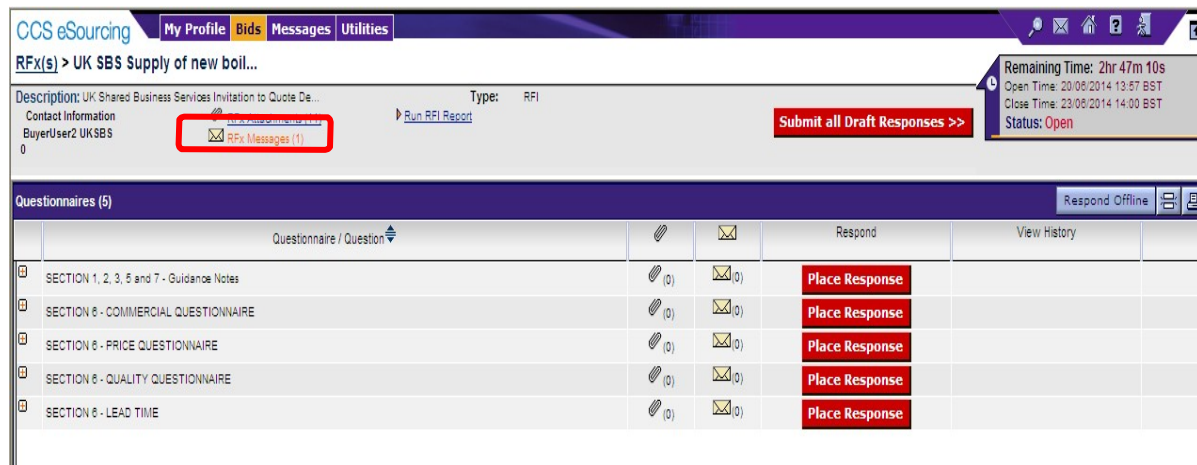 CCS eSourcing My Profile Bids Messages Utilities
RFx(s) > UK SBS Supply of new boil...
Remaining Time: 2hr 47m 10s
Open Time: 20/06/2014 13:57 BST
Close Time: 23/06/2014 14:00 BST
Status: Open
Description: UK Shared Business Services Invitation to Quote De... Type: RFI
Contact Information Run RFI Report
BuyerUser2 UKSBS RFx Messages (1)
0
Submit all Draft Responses >>
Questionnaires (5) Respond Offline
Questionnaire / Question Respond View History
SECTION 1, 2, 3, 5 and 7 - Guidance Notes (0) (0) Place Response
SECTION 6 - COMMERCIAL QUESTIONNAIRE (0) (0) Place Response
SECTION 6 - PRICE QUESTIONNAIRE (0) (0) Place Response
SECTION 6 - QUALITY QUESTIONNAIRE (0) (0) Place Response
SECTION 6 - LEAD TIME (0) (0) Place Response